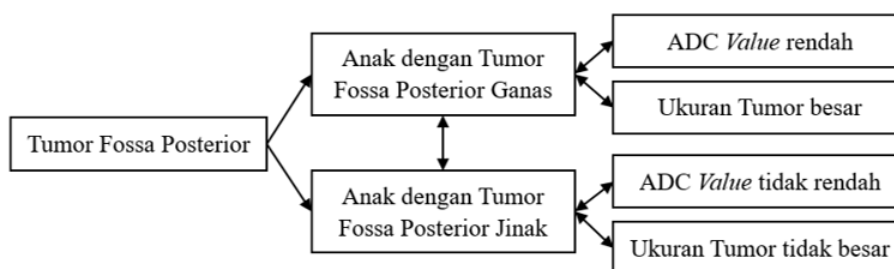 Tumor Fossa Posterior
Anak dengan Tumor
Fossa Posterior Ganas
ADC Value rendah
Ukuran Tumor besar
Anak dengan Tumor
Fossa Posterior Jinak
ADC Value tidak rendah
Ukuran Tumor tidak besar